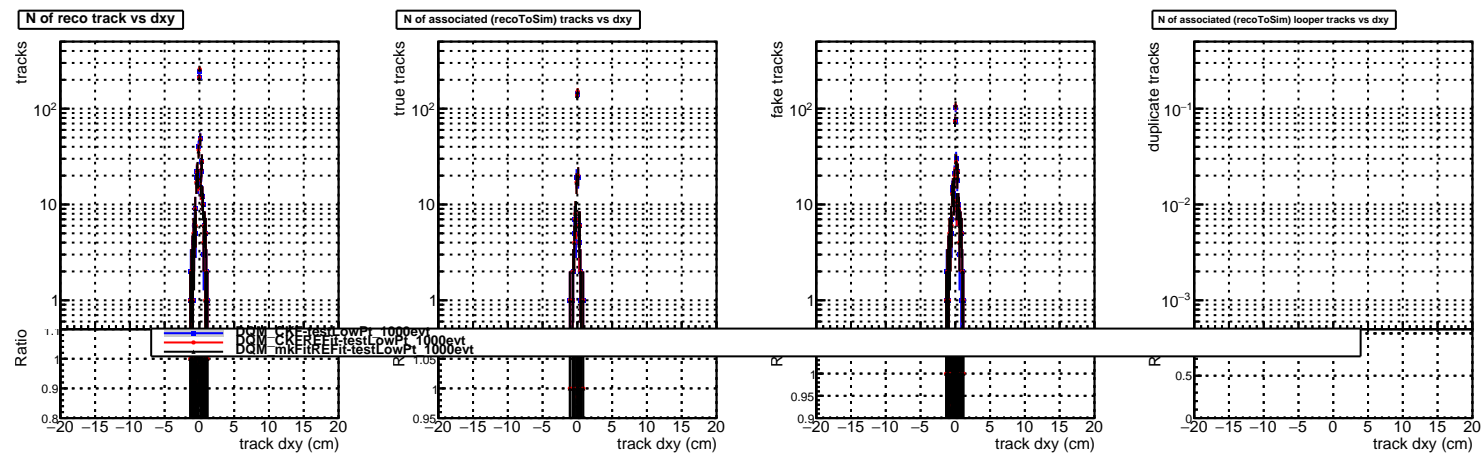 N of reco track vs dxy
N of associated (recoToSim) tracks vs dxy
N of associated (recoToSim) looper tracks vs dxy
tracks
10²
10
1
true tracks
10²
10
1
fake tracks
10²
10
1
duplicate tracks
10⁻¹
10⁻²
10⁻³
DQM_CKF-testLowPt_1000evt
DQM_CKFREFit-testLowPt_1000evt
DQM_mkFitREFit-testLowPt_1000evt
Ratio
1.1
1
0.9
0.8
−20 −15 −10 −5 0 5 10 15 20
track dxy (cm)
1.05
1
0.95
−20 −15 −10 −5 0 5 10 15 20
track dxy (cm)
1
0.95
0.9
−20 −15 −10 −5 0 5 10 15 20
track dxy (cm)
0.5
0
−20 −15 −10 −5 0 5 10 15 20
track dxy (cm)